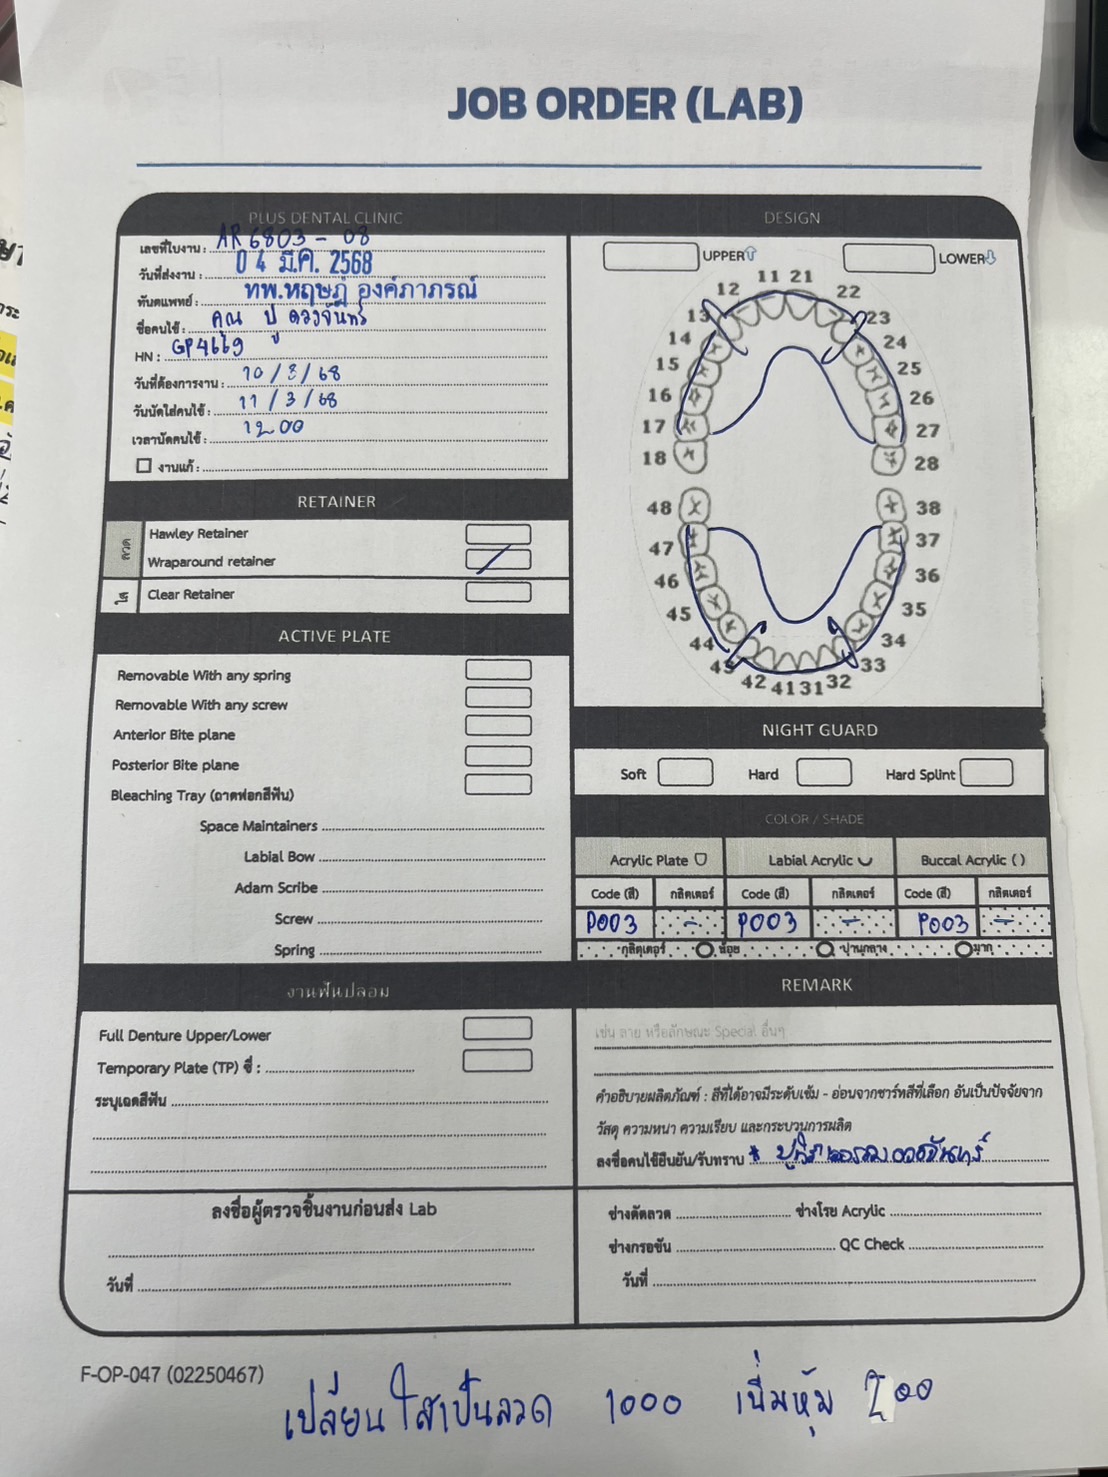 JOB ORDER (LAB)
PLUS DENTAL CLINIC
เลขที่ใบงาน : AR 6803 - 08
วันที่ส่งงาน : 04 มี.ค. 2568
ทันตแพทย์ : ทพ.หฤษฎ์ องค์ภาภรณ์
ชื่อคนไข้ : คุณ ปู ดวงจันทร์
HN : GP4669
วันที่ต้องการงาน : 10/3/68
วันนัดใส่คนไข้ : 11/3/68
เวลานัดคนไข้ : 1200
งานแก้ :
DESIGN
UPPER
LOWER
11 21
12 22
13 23
14 24
15 25
16 26
17 27
18 28
48 38
47 37
46 36
45 35
44 34
43 33
42 41 31 32
RETAINER
ลวด
Hawley Retainer
Wraparound retainer
ใส
Clear Retainer
ACTIVE PLATE
Removable With any spring
Removable With any screw
Anterior Bite plane
Posterior Bite plane
Bleaching Tray (ถาดฟอกสีฟัน)
Space Maintainers
Labial Bow
Adam Scribe
Screw
Spring
NIGHT GUARD
Soft Hard Hard Splint
COLOR / SHADE
Acrylic Plate Labial Acrylic Buccal Acrylic ( )
Code (สี) กลิตเตอร์ Code (สี) กลิตเตอร์ Code (สี) กลิตเตอร์
P003 - P003 - P003 -
กลิตเตอร์ น้อย ปานกลาง มาก
งานฟันปลอม
Full Denture Upper/Lower
Temporary Plate (TP) ซี่ :
ระบุเฉดสีฟัน
REMARK
เช่น ลาย หรือลักษณะ Special อื่นๆ
คำอธิบายผลิตภัณฑ์ : สีที่ได้อาจมีระดับเข้ม - อ่อนจากชาร์ทสีที่เลือก อันเป็นปัจจัยจาก
วัสดุ ความหนา ความเรียบ และกระบวนการผลิต
ลงชื่อคนไข้ยืนยัน/รับทราบ *
ลงชื่อผู้ตรวจชิ้นงานก่อนส่ง Lab
วันที่
ช่างดัดลวด ช่างโรย Acrylic
ช่างกรอขัน QC Check
วันที่
F-OP-047 (02250467)
เปลี่ยนใสเป็นลวด 1000 เพิ่มหุ้ม 200